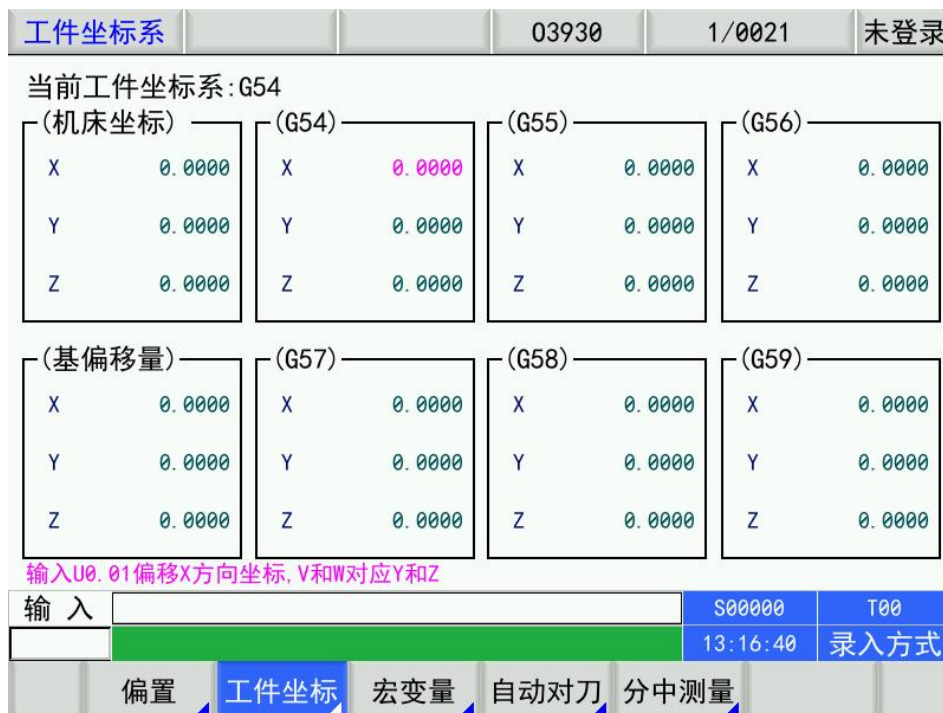 工件坐标系 O3930 1/0021 未登录
当前工件坐标系:G54
(机床坐标) (G54) (G55) (G56)
X 0.0000 X 0.0000 X 0.0000 X 0.0000
Y 0.0000 Y 0.0000 Y 0.0000 Y 0.0000
Z 0.0000 Z 0.0000 Z 0.0000 Z 0.0000
(基偏移量) (G57) (G58) (G59)
X 0.0000 X 0.0000 X 0.0000 X 0.0000
Y 0.0000 Y 0.0000 Y 0.0000 Y 0.0000
Z 0.0000 Z 0.0000 Z 0.0000 Z 0.0000
输入U0.01偏移X方向坐标,V和W对应Y和Z
输 入 S00000 T00
13:16:40 录入方式
偏置 工件坐标 宏变量 自动对刀 分中测量